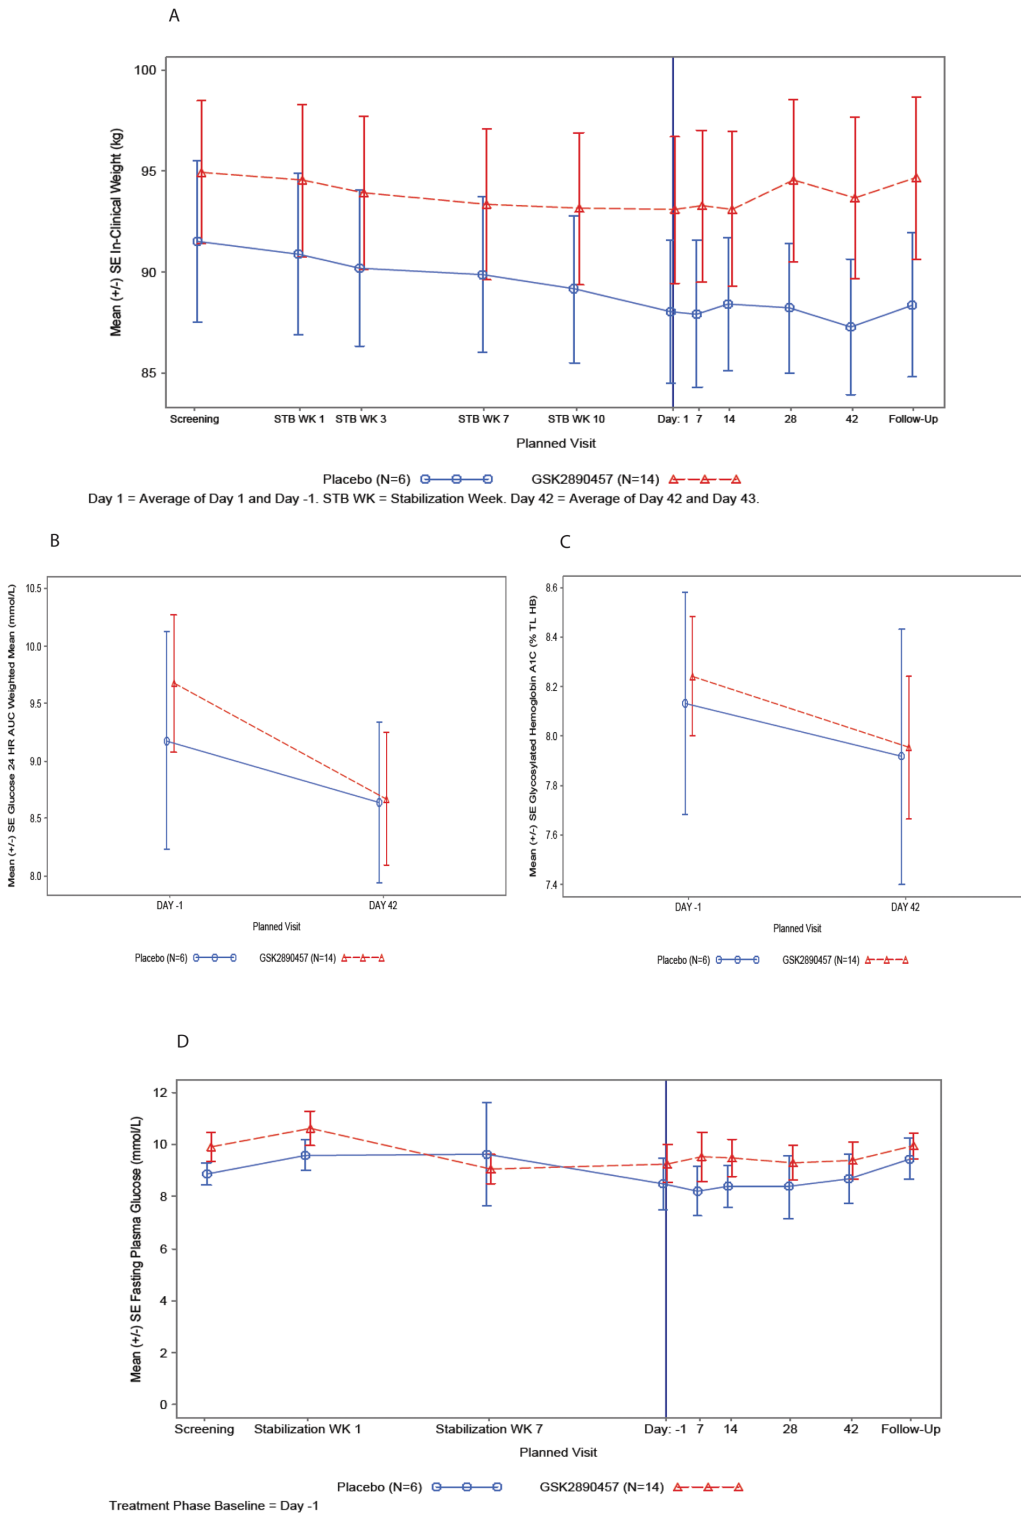 A
Mean (+/-) SE In-Clinical Weight (kg)
100
95
90
85
Screening STB WK 1 STB WK 3 STB WK 7 STB WK 10 Day: 1 7 14 28 42 Follow-Up
Planned Visit
Placebo (N=6) GSK2890457 (N=14)
Day 1 = Average of Day 1 and Day -1. STB WK = Stabilization Week. Day 42 = Average of Day 42 and Day 43.
B
Mean (+/-) SE Glucose 24 HR AUC Weighted Mean (mmol/L)
10.5
10.0
9.5
9.0
8.5
8.0
DAY -1 DAY 42
Planned Visit
Placebo (N=6) GSK2890457 (N=14)
C
Mean (+/-) SE Glycosylated Hemoglobin A1C (% TL HB)
8.6
8.4
8.2
8.0
7.8
7.6
7.4
DAY -1 DAY 42
Planned Visit
Placebo (N=6) GSK2890457 (N=14)
D
Mean (+/-) SE Fasting Plasma Glucose (mmol/L)
12
10
8
6
4
2
0
Screening Stabilization WK 1 Stabilization WK 7 Day: -1 7 14 28 42 Follow-Up
Planned Visit
Placebo (N=6) GSK2890457 (N=14)
Treatment Phase Baseline = Day -1